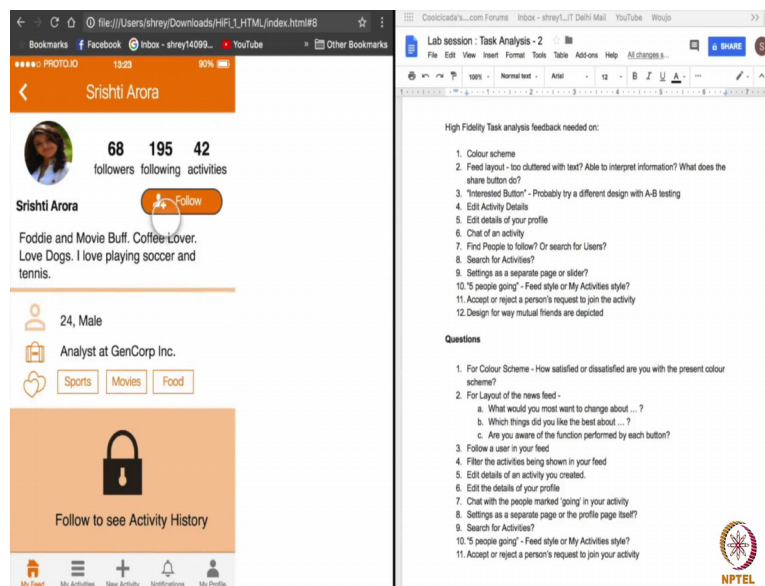 file:///Users/shrey/Downloads/HiFi_1_HTML/index.html#8
Bookmarks Facebook Inbox - shrey14099... YouTube » Other Bookmarks
PROTO.IO 13:23 90%
Srishti Arora
68 195 42
followers following activities
Srishti Arora
Follow
Foddie and Movie Buff. Coffee Lover.
Love Dogs. I love playing soccer and
tennis.
24, Male
Analyst at GenCorp Inc.
Sports Movies Food
Follow to see Activity History
My Feed My Activities New Activity Notifications My Profile
Coolcicada's...com Forums Inbox - shrey1...IT Delhi Mail YouTube Woujo >>
Lab session : Task Analysis - 2
File Edit View Insert Format Tools Table Add-ons Help All changes s...
SHARE
S
100% Normal text Arial 12 B I U A
High Fidelity Task analysis feedback needed on:
1. Colour scheme
2. Feed layout - too cluttered with text? Able to interpret information? What does the
share button do?
3. "Interested Button" - Probably try a different design with A-B testing
4. Edit Activity Details
5. Edit details of your profile
6. Chat of an activity
7. Find People to follow? Or search for Users?
8. Search for Activities?
9. Settings as a separate page or slider?
10. "5 people going" - Feed style or My Activities style?
11. Accept or reject a person's request to join the activity
12. Design for way mutual friends are depicted
Questions
1. For Colour Scheme - How satisfied or dissatisfied are you with the present colour
scheme?
2. For Layout of the news feed -
a. What would you most want to change about ... ?
b. Which things did you like the best about ... ?
c. Are you aware of the function performed by each button?
3. Follow a user in your feed
4. Filter the activities being shown in your feed
5. Edit details of an activity you created.
6. Edit the details of your profile
7. Chat with the people marked 'going' in your activity
8. Settings as a separate page or the profile page itself?
9. Search for Activities?
10. "5 people going" - Feed style or My Activities style?
11. Accept or reject a person's request to join your activity
NPTEL